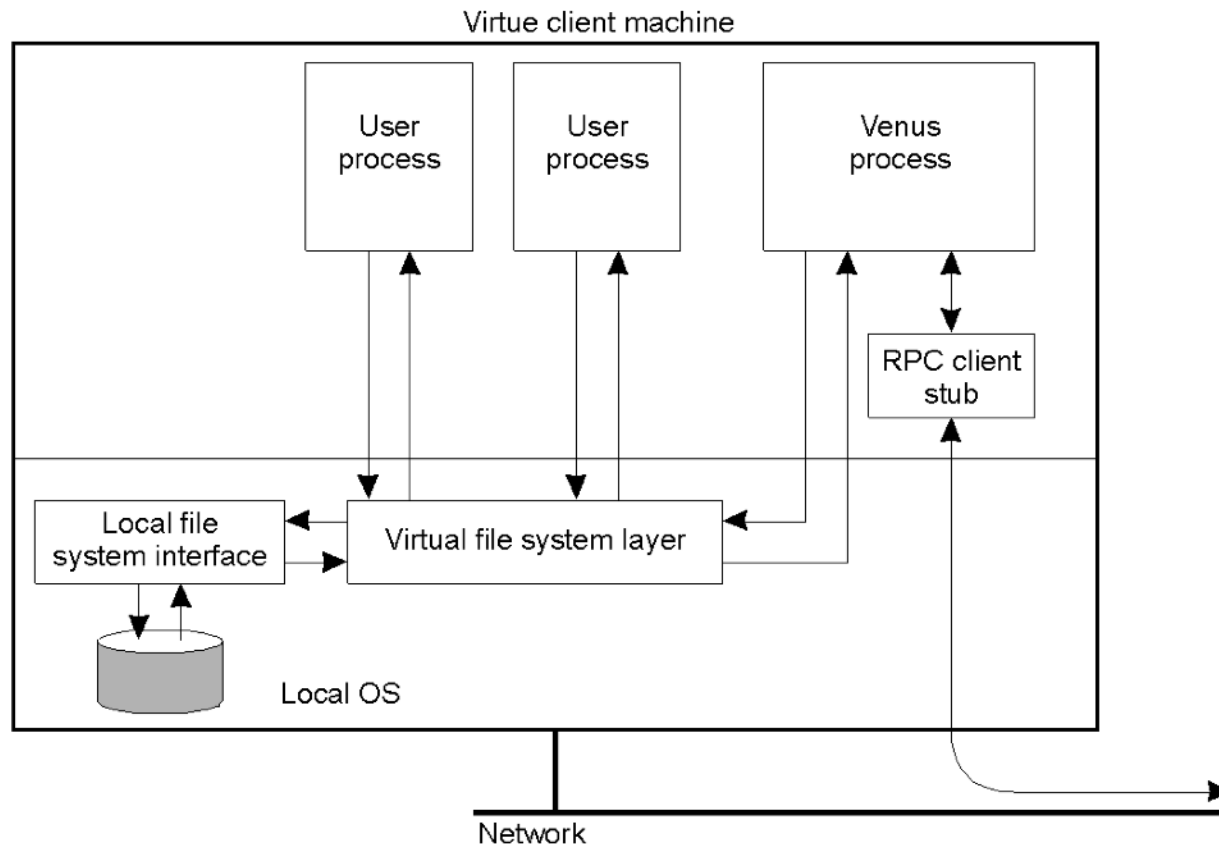 Virtue client machine
User
process
User
process
Venus
process
RPC client
stub
Local file
system interface
Virtual file system layer
Local OS
Network